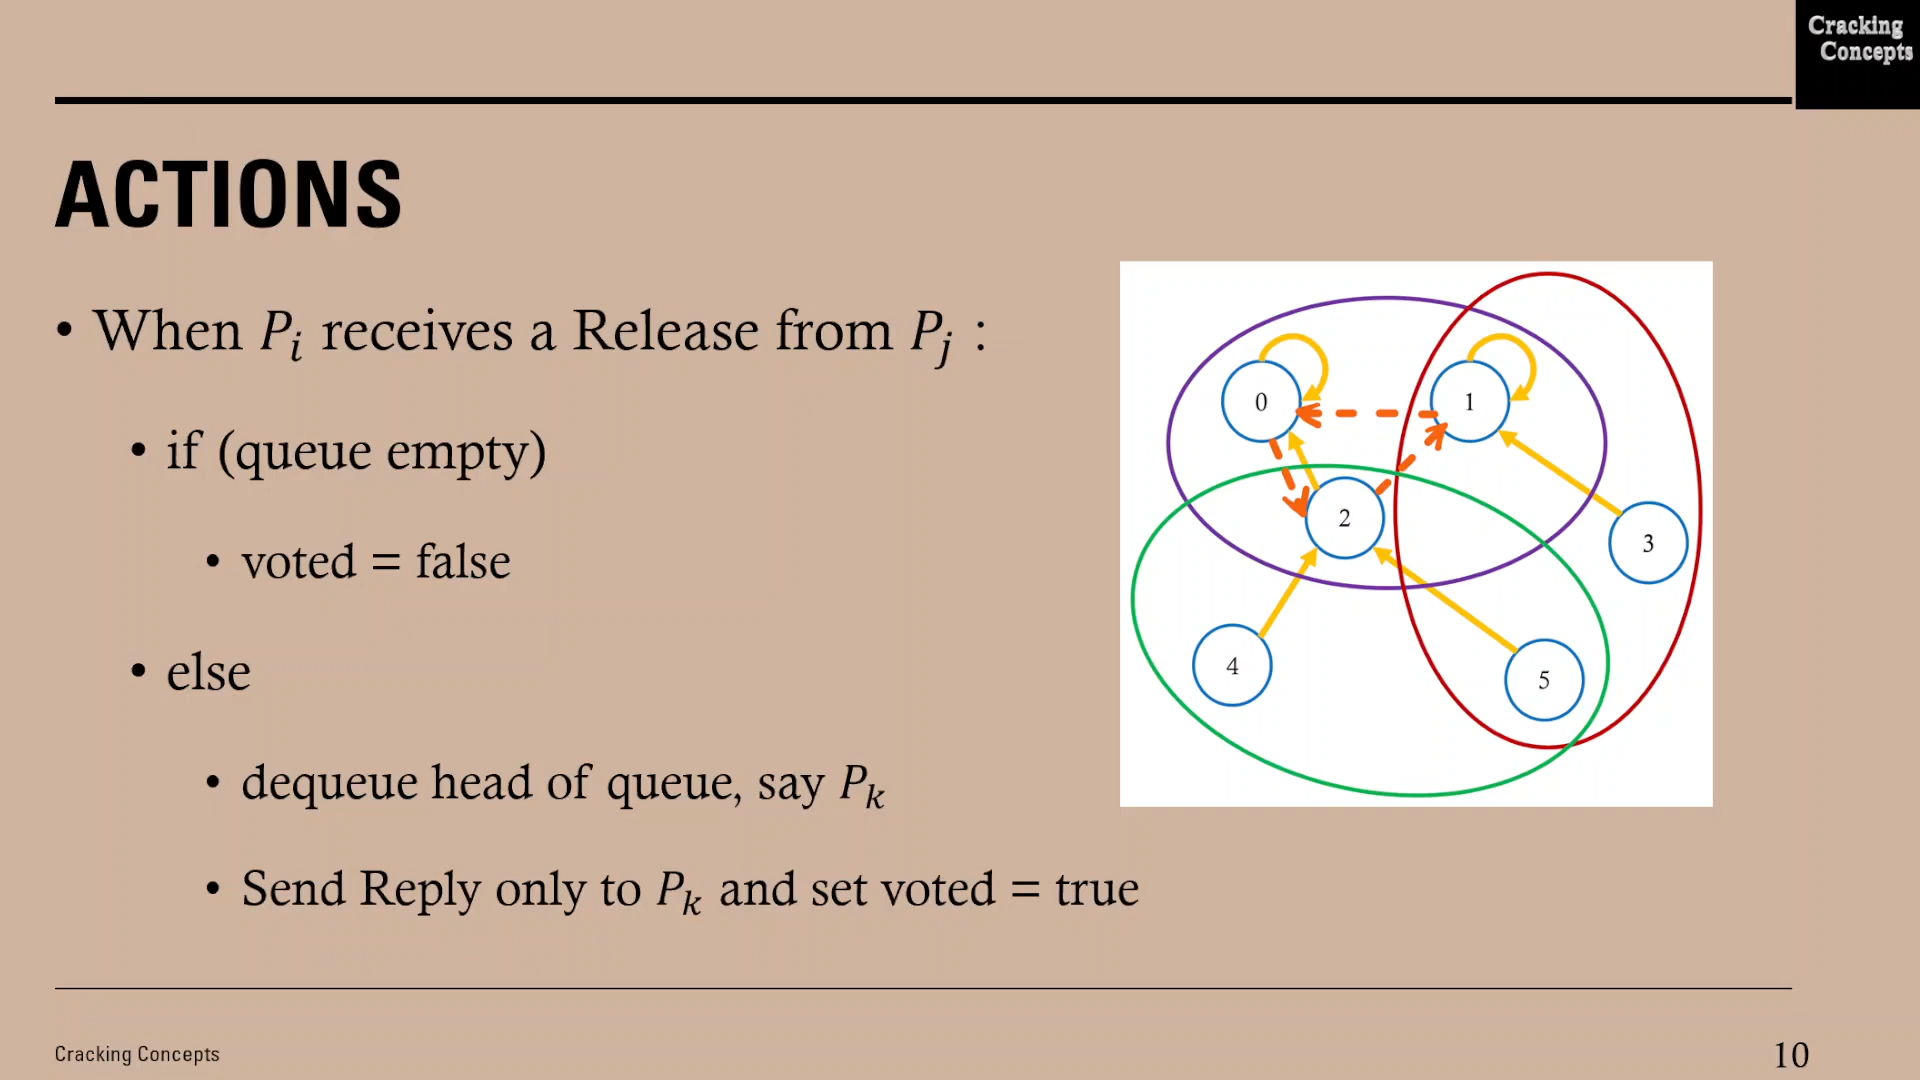 Cracking
Concepts
ACTIONS
• When Pᵢ receives a Release from Pⱼ :
• if (queue empty)
• voted = false
• else
• dequeue head of queue, say Pₖ
• Send Reply only to Pₖ and set voted = true
0
1
2
3
4
5
Cracking Concepts
10